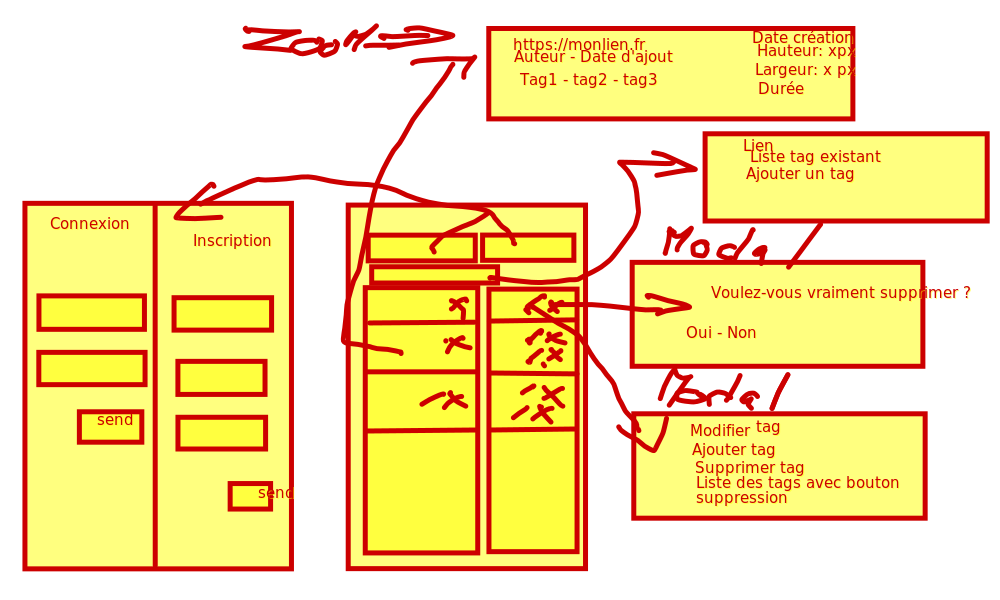 Zoom
https://monlien.fr
Auteur - Date d'ajout
Tag1 - tag2 - tag3
Date création
Hauteur: xpx
Largeur: x px
Durée
Lien
Liste tag existant
Ajouter un tag
Connexion
Inscription
send
send
Voulez-vous vraiment supprimer ?
Oui - Non
Modal
Modifier tag
Ajouter tag
Supprimer tag
Liste des tags avec bouton
suppression